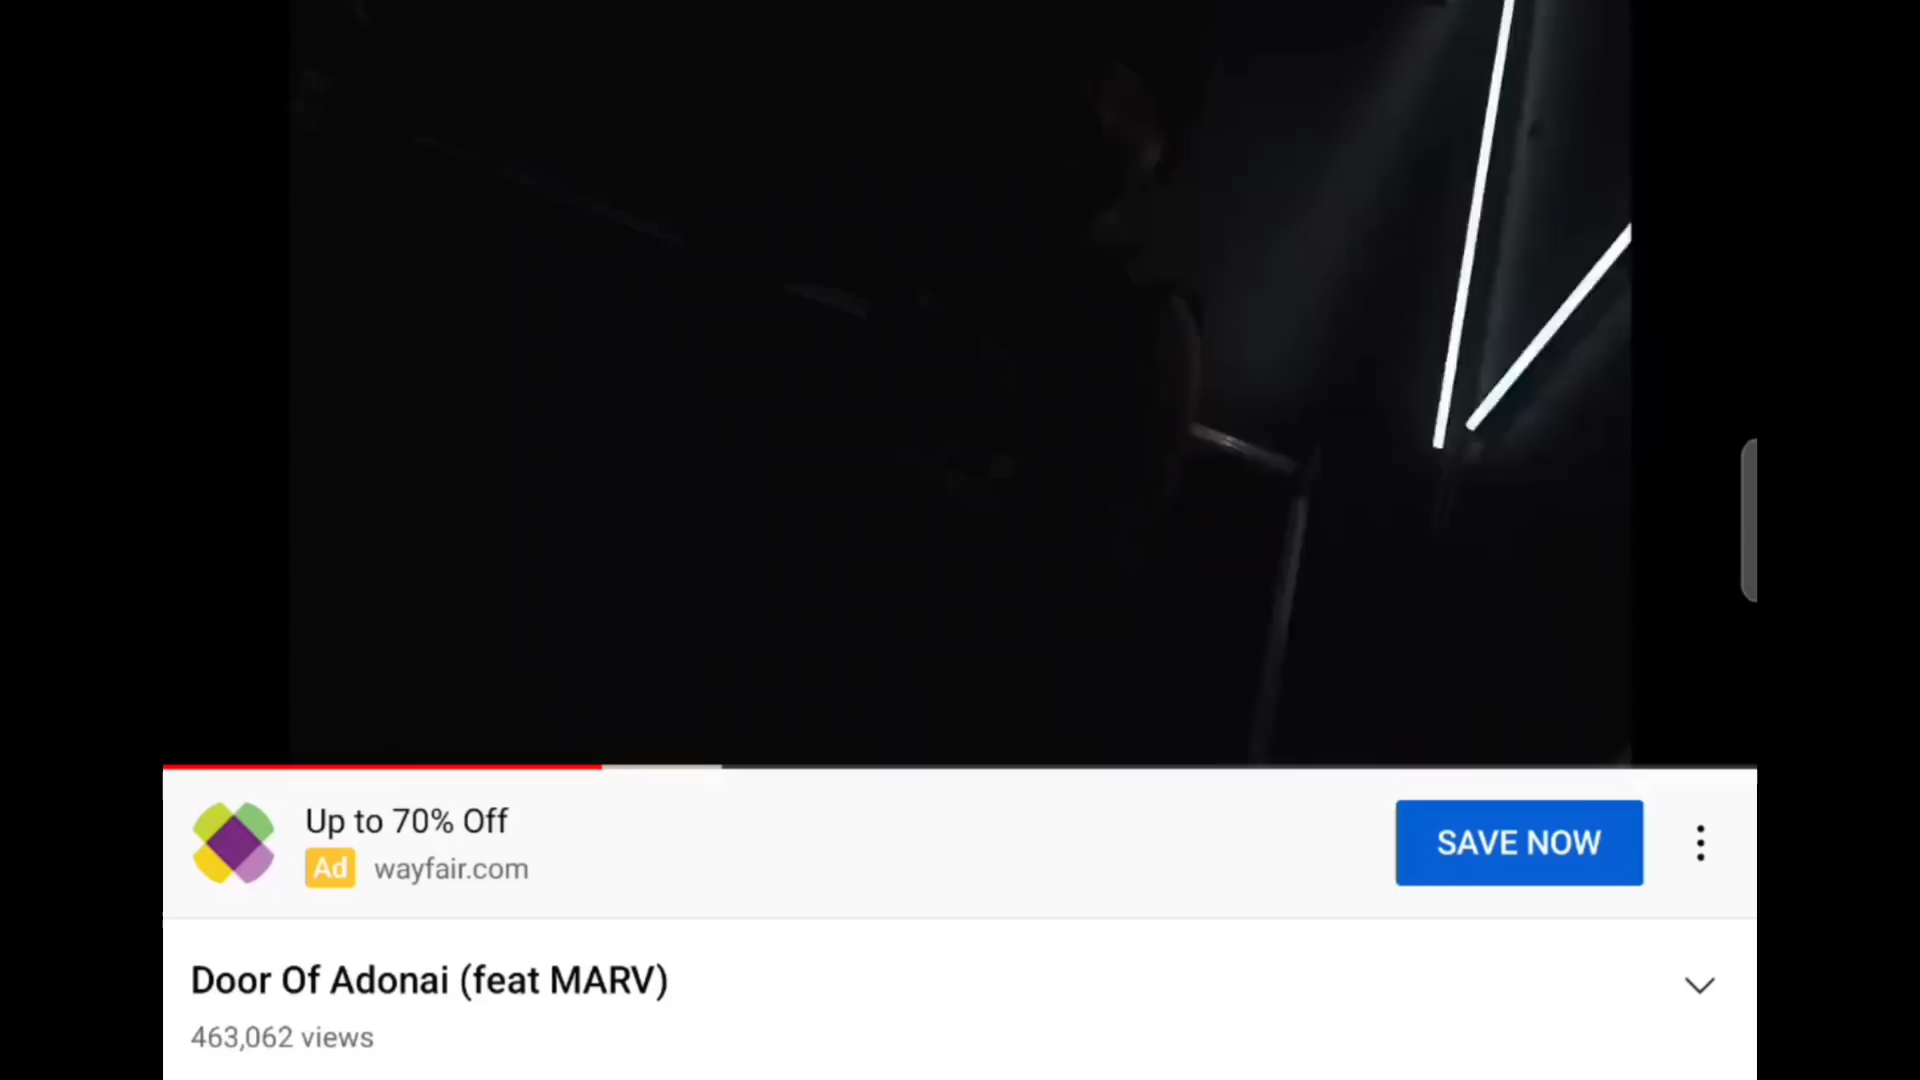 Up to 70% Off
Ad wayfair.com
SAVE NOW
Door Of Adonai (feat MARV)
463,062 views